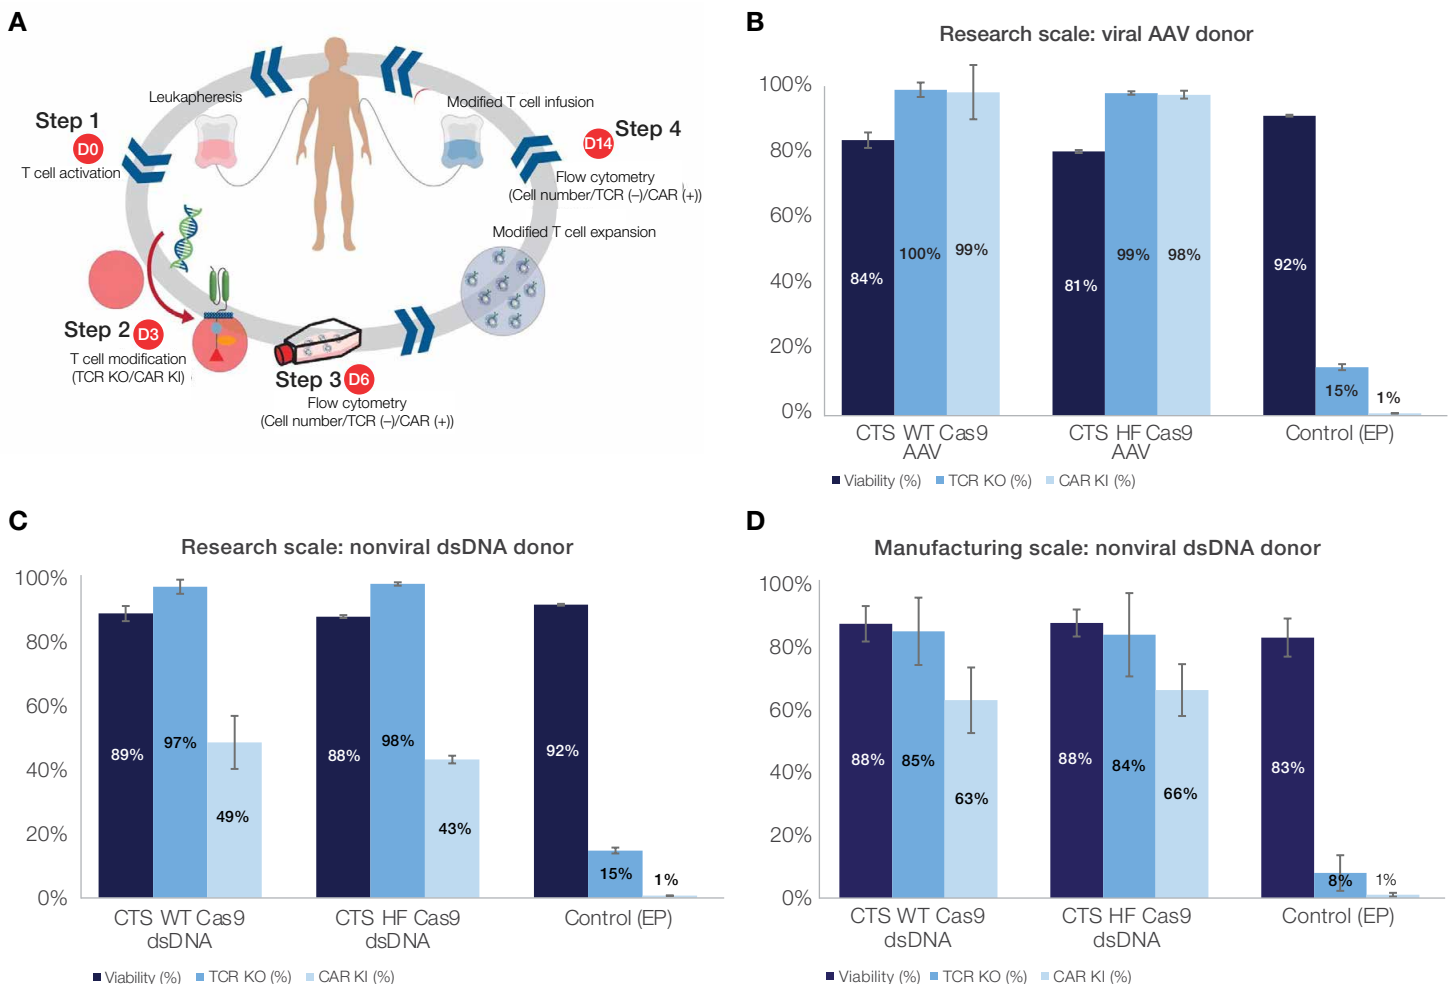 A
Leukapheresis
Modified T cell infusion
Step 1
D0
T cell activation
D14
Step 4
Flow cytometry
(Cell number/TCR (–)/CAR (+))
Modified T cell expansion
Step 2
D3
T cell modification
(TCR KO/CAR KI)
Step 3
D6
Flow cytometry
(Cell number/TCR (–)/CAR (+))
B
Research scale: viral AAV donor
100%
80%
60%
40%
20%
0%
84%
100%
99%
81%
99%
98%
92%
15%
1%
CTS WT Cas9
AAV
CTS HF Cas9
AAV
Control (EP)
Viability (%)
TCR KO (%)
CAR KI (%)
C
Research scale: nonviral dsDNA donor
100%
80%
60%
40%
20%
0%
89%
97%
49%
88%
98%
43%
92%
15%
1%
CTS WT Cas9
dsDNA
CTS HF Cas9
dsDNA
Control (EP)
Viability (%)
TCR KO (%)
CAR KI (%)
D
Manufacturing scale: nonviral dsDNA donor
100%
80%
60%
40%
20%
0%
88%
85%
63%
88%
84%
66%
83%
8%
1%
CTS WT Cas9
dsDNA
CTS HF Cas9
dsDNA
Control (EP)
Viability (%)
TCR KO (%)
CAR KI (%)